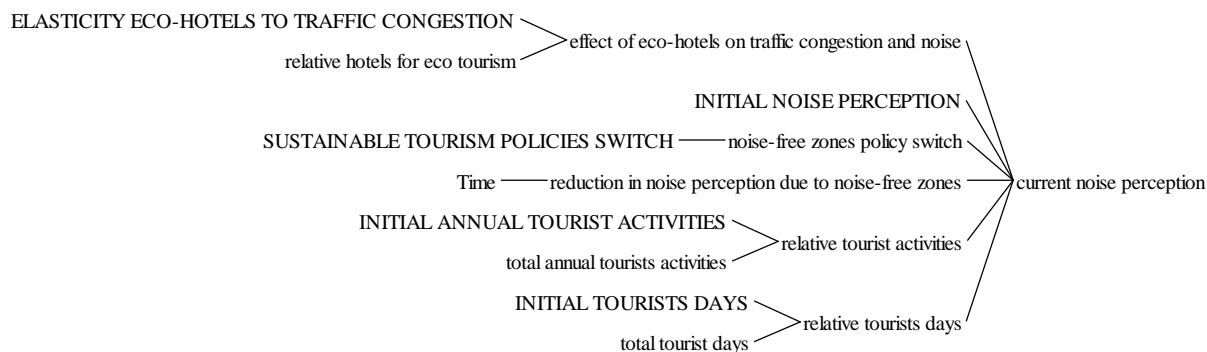 ELASTICITY ECO-HOTELS TO TRAFFIC CONGESTION
effect of eco-hotels on traffic congestion and noise
relative hotels for eco tourism
INITIAL NOISE PERCEPTION
SUSTAINABLE TOURISM POLICIES SWITCH
noise-free zones policy switch
Time
reduction in noise perception due to noise-free zones
current noise perception
INITIAL ANNUAL TOURIST ACTIVITIES
relative tourist activities
total annual tourists activities
INITIAL TOURISTS DAYS
relative tourists days
total tourist days